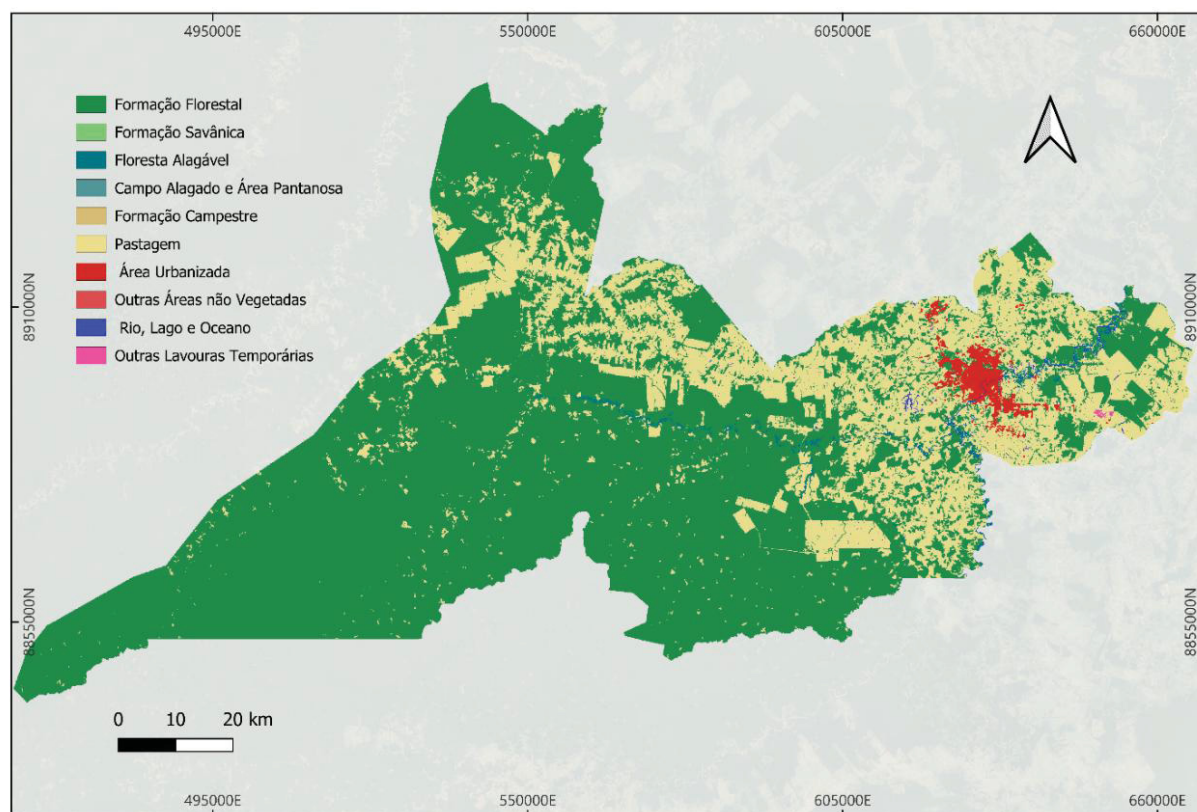 495000E
550000E
605000E
660000E
Formação Florestal
Formação Savânica
Floresta Alagável
Campo Alagado e Área Pantanosa
Formação Campestre
Pastagem
Área Urbanizada
Outras Áreas não Vegetadas
Rio, Lago e Oceano
Outras Lavouras Temporárias
8910000N
8910000N
8855000N
8855000N
0 10 20 km
495000E
550000E
605000E
660000E